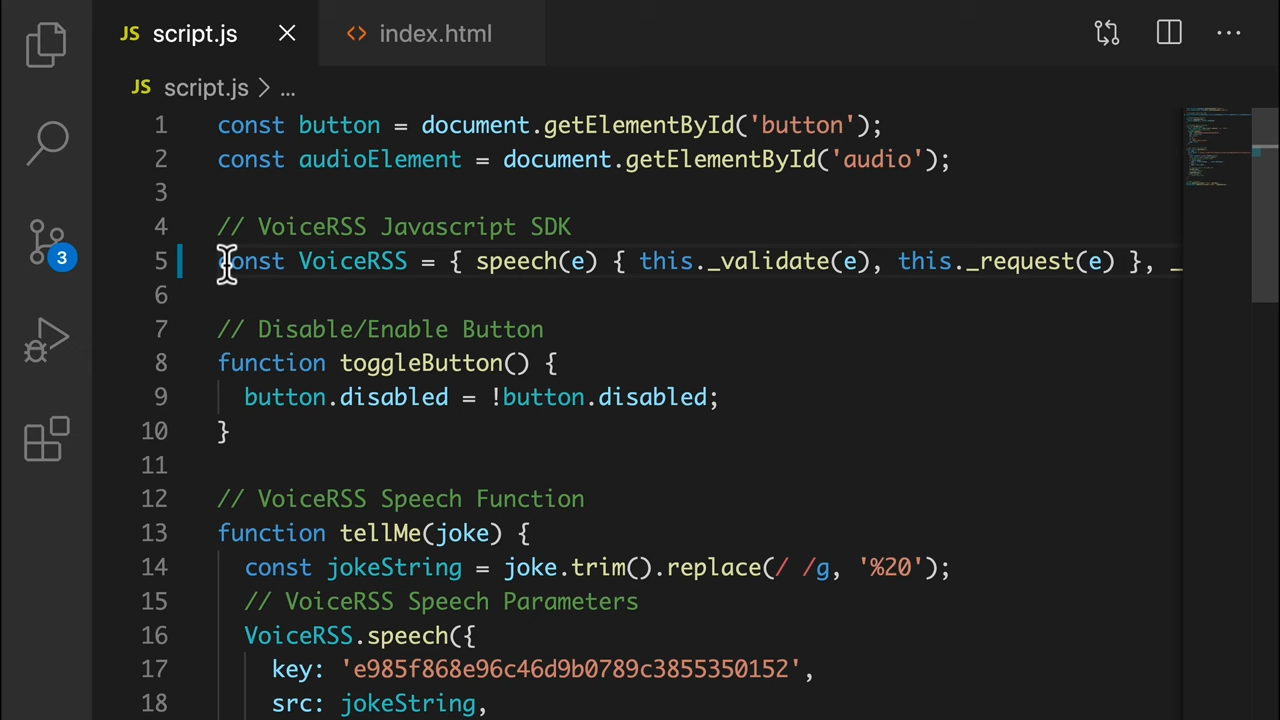 JS script.js index.html
JS script.js > ...
1 const button = document.getElementById('button');
2 const audioElement = document.getElementById('audio');
3
4 // VoiceRSS Javascript SDK
5 const VoiceRSS = { speech(e) { this._validate(e), this._request(e) }, _
6
7 // Disable/Enable Button
8 function toggleButton() {
9 button.disabled = !button.disabled;
10 }
11
12 // VoiceRSS Speech Function
13 function tellMe(joke) {
14 const jokeString = joke.trim().replace(/ /g, '%20');
15 // VoiceRSS Speech Parameters
16 VoiceRSS.speech({
17 key: 'e985f868e96c46d9b0789c3855350152',
18 src: jokeString,
3